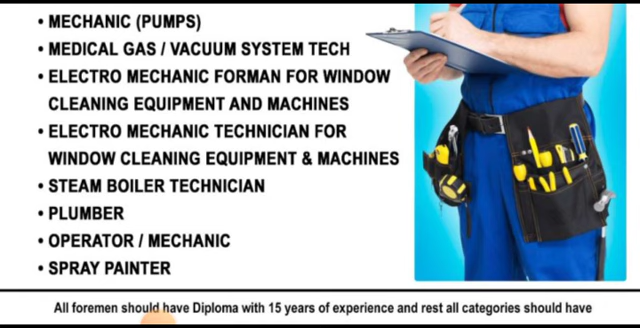 • MECHANIC (PUMPS)
• MEDICAL GAS / VACUUM SYSTEM TECH
• ELECTRO MECHANIC FORMAN FOR WINDOW
CLEANING EQUIPMENT AND MACHINES
• ELECTRO MECHANIC TECHNICIAN FOR
WINDOW CLEANING EQUIPMENT & MACHINES
• STEAM BOILER TECHNICIAN
• PLUMBER
• OPERATOR / MECHANIC
• SPRAY PAINTER
All foremen should have Diploma with 15 years of experience and rest all categories should have